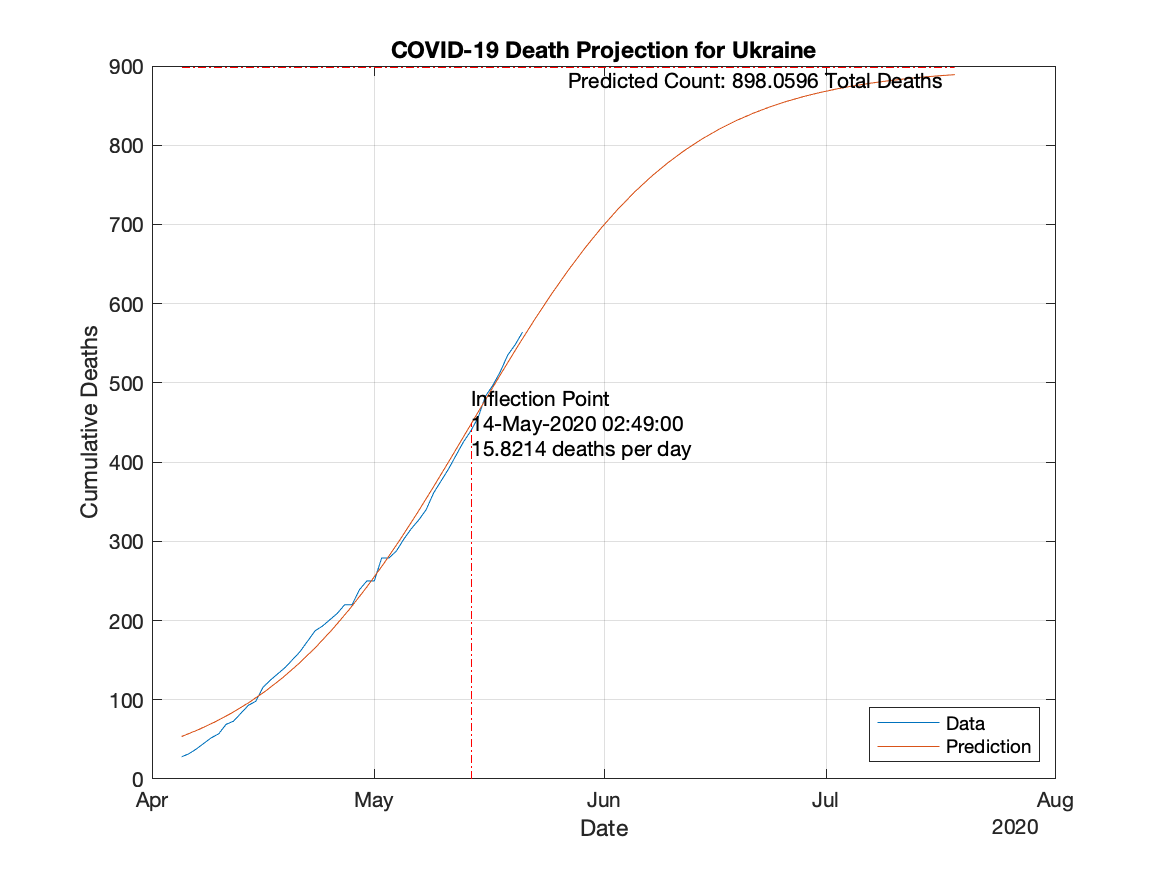 COVID-19 Death Projection for Ukraine
Predicted Count: 898.0596 Total Deaths
900
800
700
600
500
400
300
200
100
0
Cumulative Deaths
Inflection Point
14-May-2020 02:49:00
15.8214 deaths per day
Data
Prediction
Apr May Jun Jul Aug
Date
2020